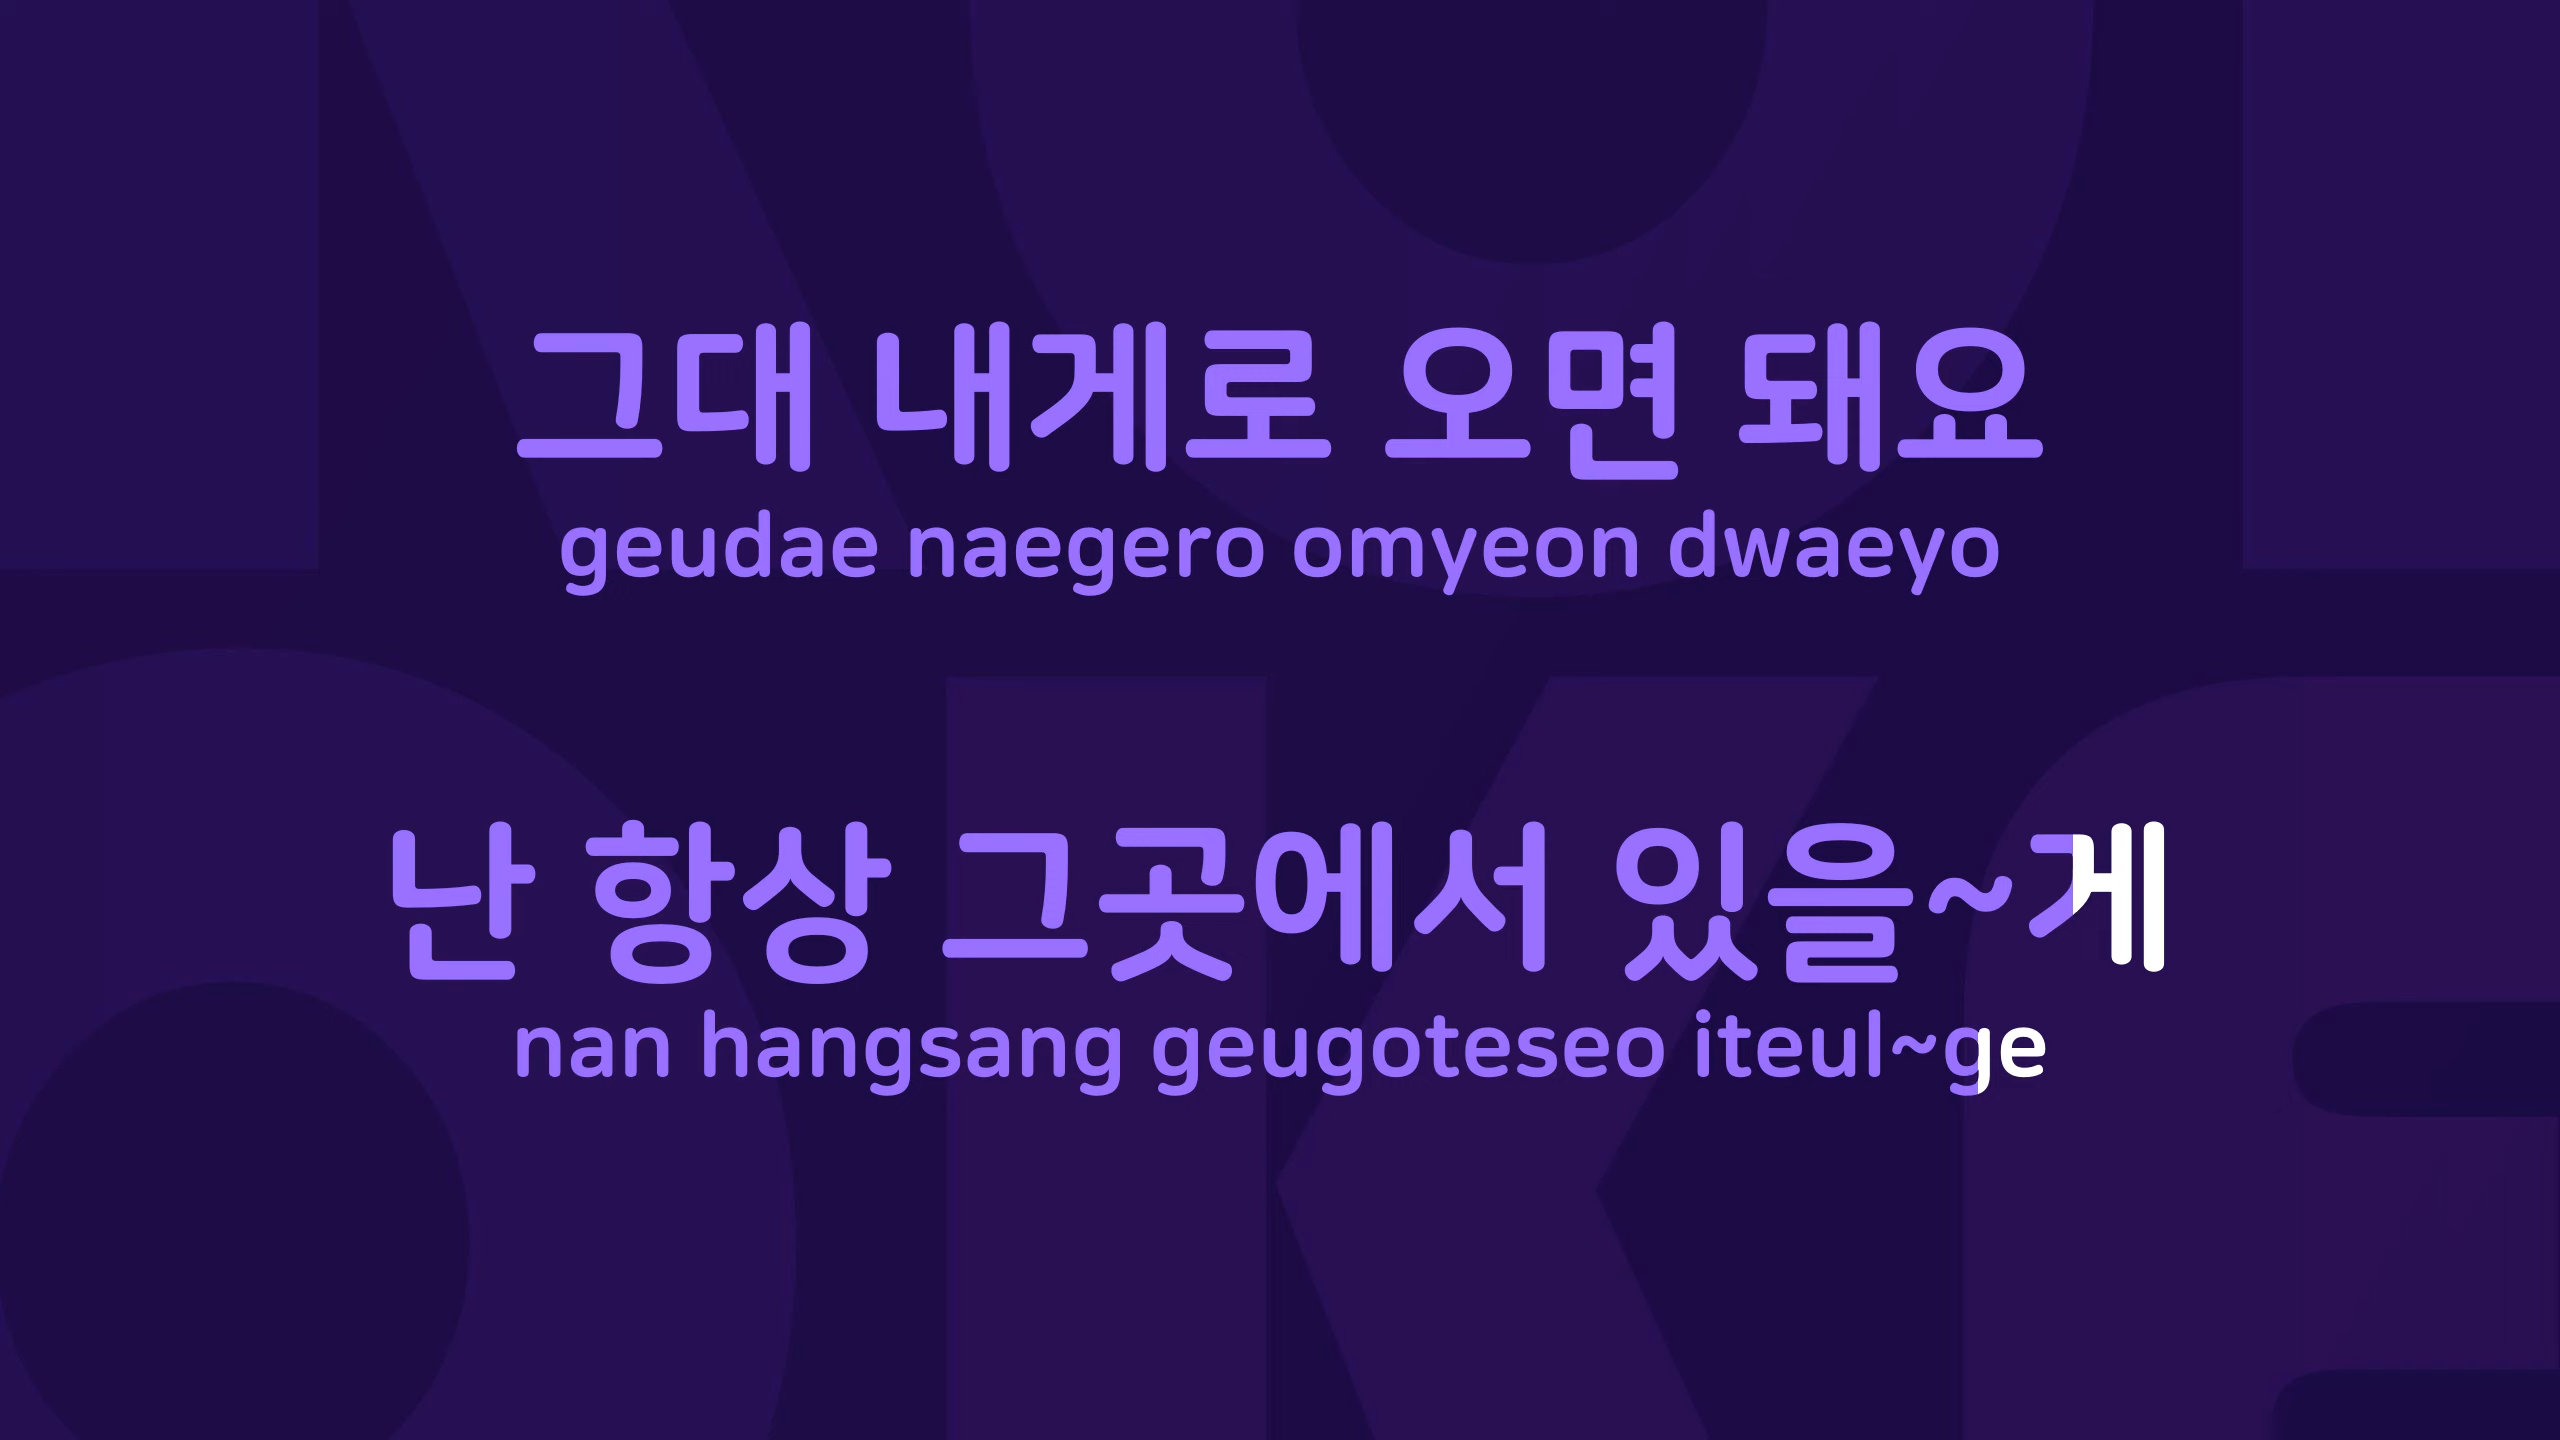 그대 내게로 오면 돼요
geudae naegero omyeon dwaeyo
난 항상 그곳에서 있을~게
nan hangsang geugoteseo iteul~ge